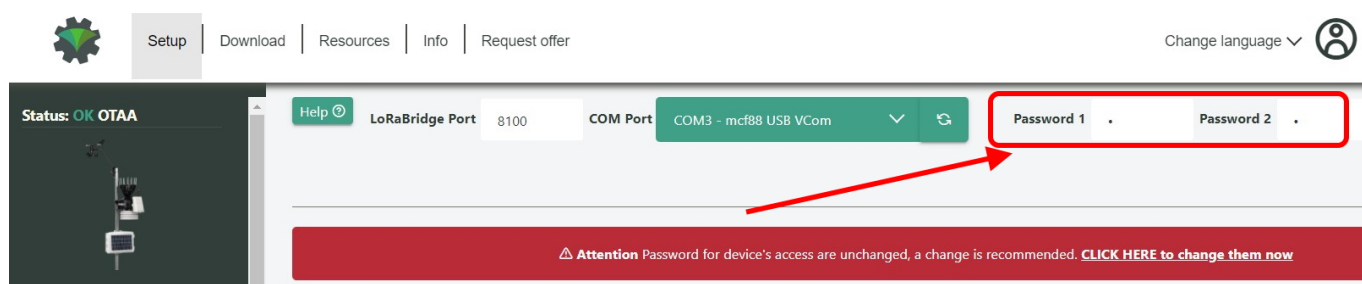 Setup Download Resources Info Request offer Change language
Status: OK OTAA
Help LoRaBridge Port 8100 COM Port COM3 - mcf88 USB VCom Password 1 . Password 2 .
Attention Password for device's access are unchanged, a change is recommended. CLICK HERE to change them now